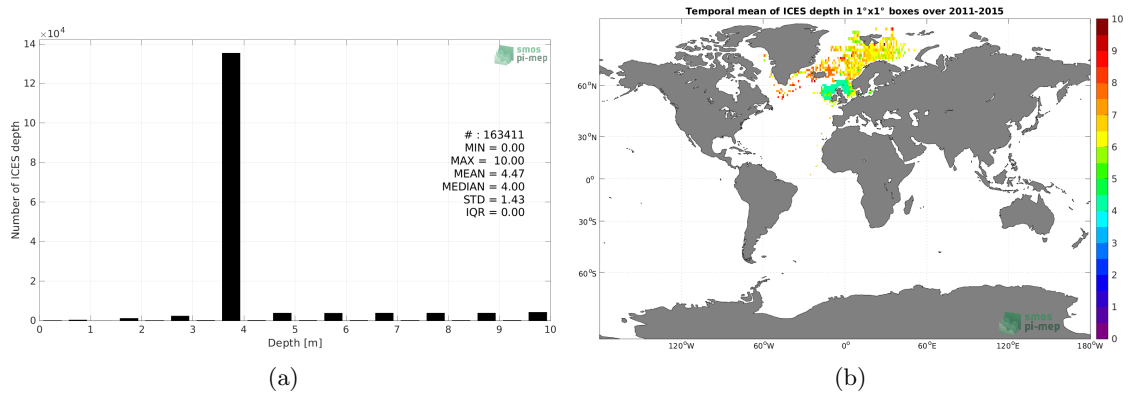 Temporal mean of ICES depth in 1°x1° boxes over 2011-2015
×10⁴
14
12
10
8
6
4
2
0
Number of ICES depth
0 1 2 3 4 5 6 7 8 9 10
Depth [m]
smos
pi-mep
# : 163411
MIN = 0.00
MAX = 10.00
MEAN = 4.47
MEDIAN = 4.00
STD = 1.43
IQR = 0.00
(a)
60°N
30°N
0°
30°S
60°S
120°W 60°W 0° 60°E 120°E 180°W
smos
pi-mep
10
9
8
7
6
5
4
3
2
1
0
(b)